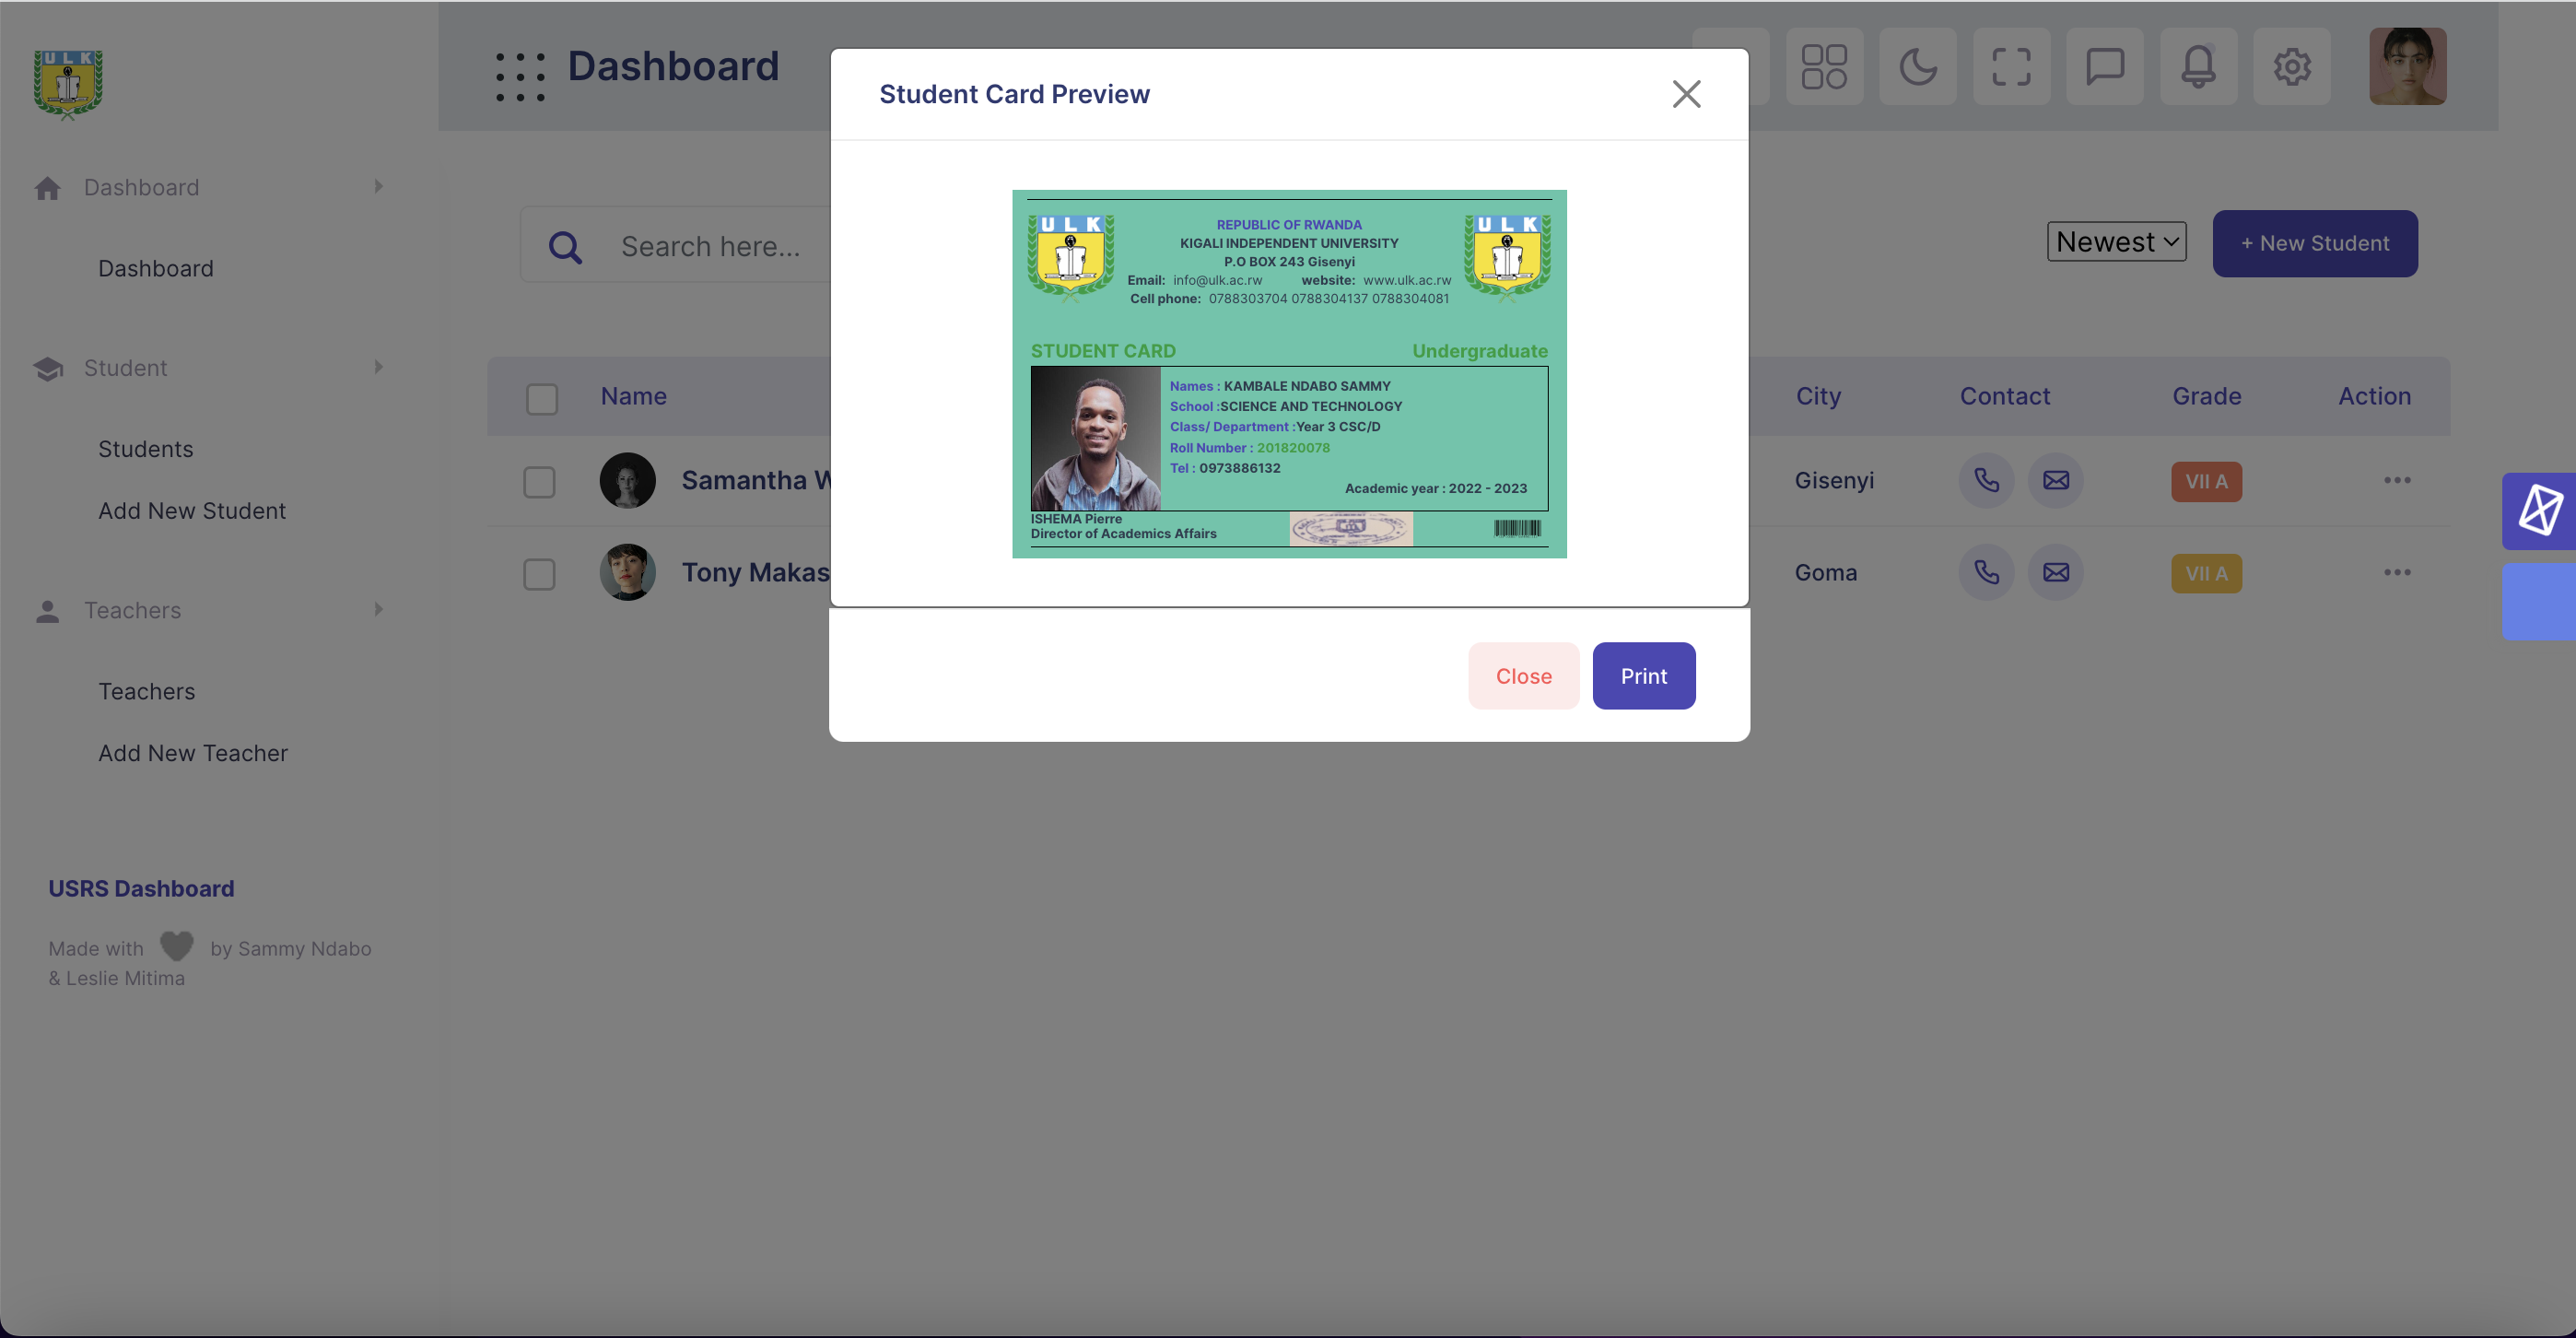 ULK
Dashboard
Dashboard
Dashboard
Student
Students
Add New Student
Teachers
Teachers
Add New Teacher
USRS Dashboard
Made with by Sammy Ndabo
& Leslie Mitima
Search here...
Newest
+ New Student
Name City Contact Grade Action
Samantha Gisenyi VII A
Tony Goma VII A
Student Card Preview
ULK
ULK
REPUBLIC OF RWANDA
KIGALI INDEPENDENT UNIVERSITY
P.O BOX 243 Gisenyi
Email: info@ulk.ac.rw website: www.ulk.ac.rw
Cell phone: 0788303704 0788304137 0788304081
STUDENT CARD Undergraduate
Names : KAMBALE NDABO SAMMY
School :SCIENCE AND TECHNOLOGY
Class/ Department :Year 3 CSC/D
Roll Number : 201820078
Tel : 0973886132
Academic year : 2022 - 2023
ISHEMA Pierre
Director of Academics Affairs
Close Print